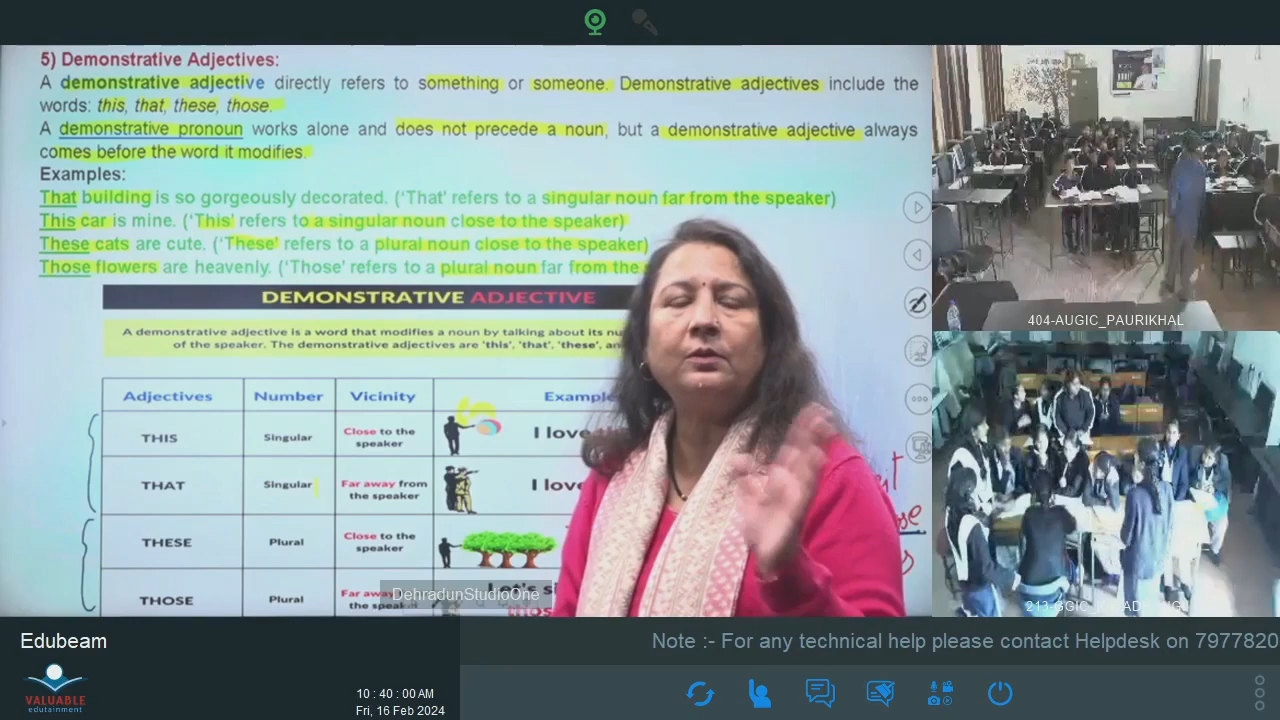 5) Demonstrative Adjectives:
A demonstrative adjective directly refers to something or someone. Demonstrative adjectives include the
words: this, that, these, those.
A demonstrative pronoun works alone and does not precede a noun, but a demonstrative adjective always
comes before the word it modifies.
Examples:
That building is so gorgeously decorated. ('That' refers to a singular noun far from the speaker)
This car is mine. ('This' refers to a singular noun close to the speaker)
These cats are cute. ('These' refers to a plural noun close to the speaker)
Those flowers are heavenly. ('Those' refers to a plural noun far from the
DEMONSTRATIVE ADJECTIVE
A demonstrative adjective is a word that modifies a noun by talking about its
of the speaker. The demonstrative adjectives are 'this', 'that', 'these',
Adjectives Number Vicinity
THIS Singular Close to the speaker I love
THAT Singular Far away from the speaker I love
THESE Plural Close to the speaker
THOSE Plural Far away the Let's
DehradunStudioOne
404-AUGIC_PAURIKHAL
Edubeam
VALUABLE
edutainment
10 : 40 : 00 AM
Fri, 16 Feb 2024
Note :- For any technical help please contact Helpdesk on 7977820